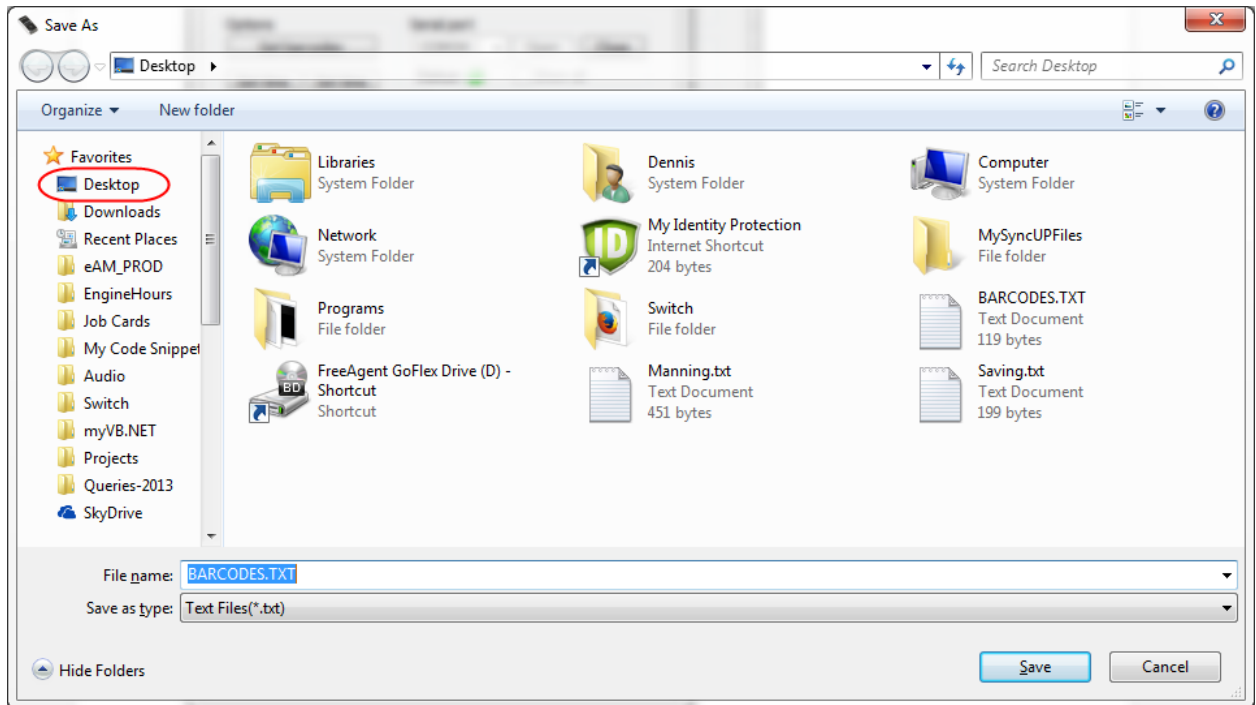 Save As
Desktop
Search Desktop
Organize
New folder
Favorites
Desktop
Downloads
Recent Places
eAM_PROD
EngineHours
Job Cards
My Code Snippet
Audio
Switch
myVB.NET
Projects
Queries-2013
SkyDrive
Libraries
System Folder
Dennis
System Folder
Computer
System Folder
Network
System Folder
My Identity Protection
Internet Shortcut
204 bytes
MySyncUPFiles
File folder
Programs
File folder
Switch
File folder
BARCODES.TXT
Text Document
119 bytes
FreeAgent GoFlex Drive (D) -
Shortcut
Shortcut
Manning.txt
Text Document
451 bytes
Saving.txt
Text Document
199 bytes
ID
BD
File name: BARCODES.TXT
Save as type: Text Files(*.txt)
Hide Folders
Save
Cancel